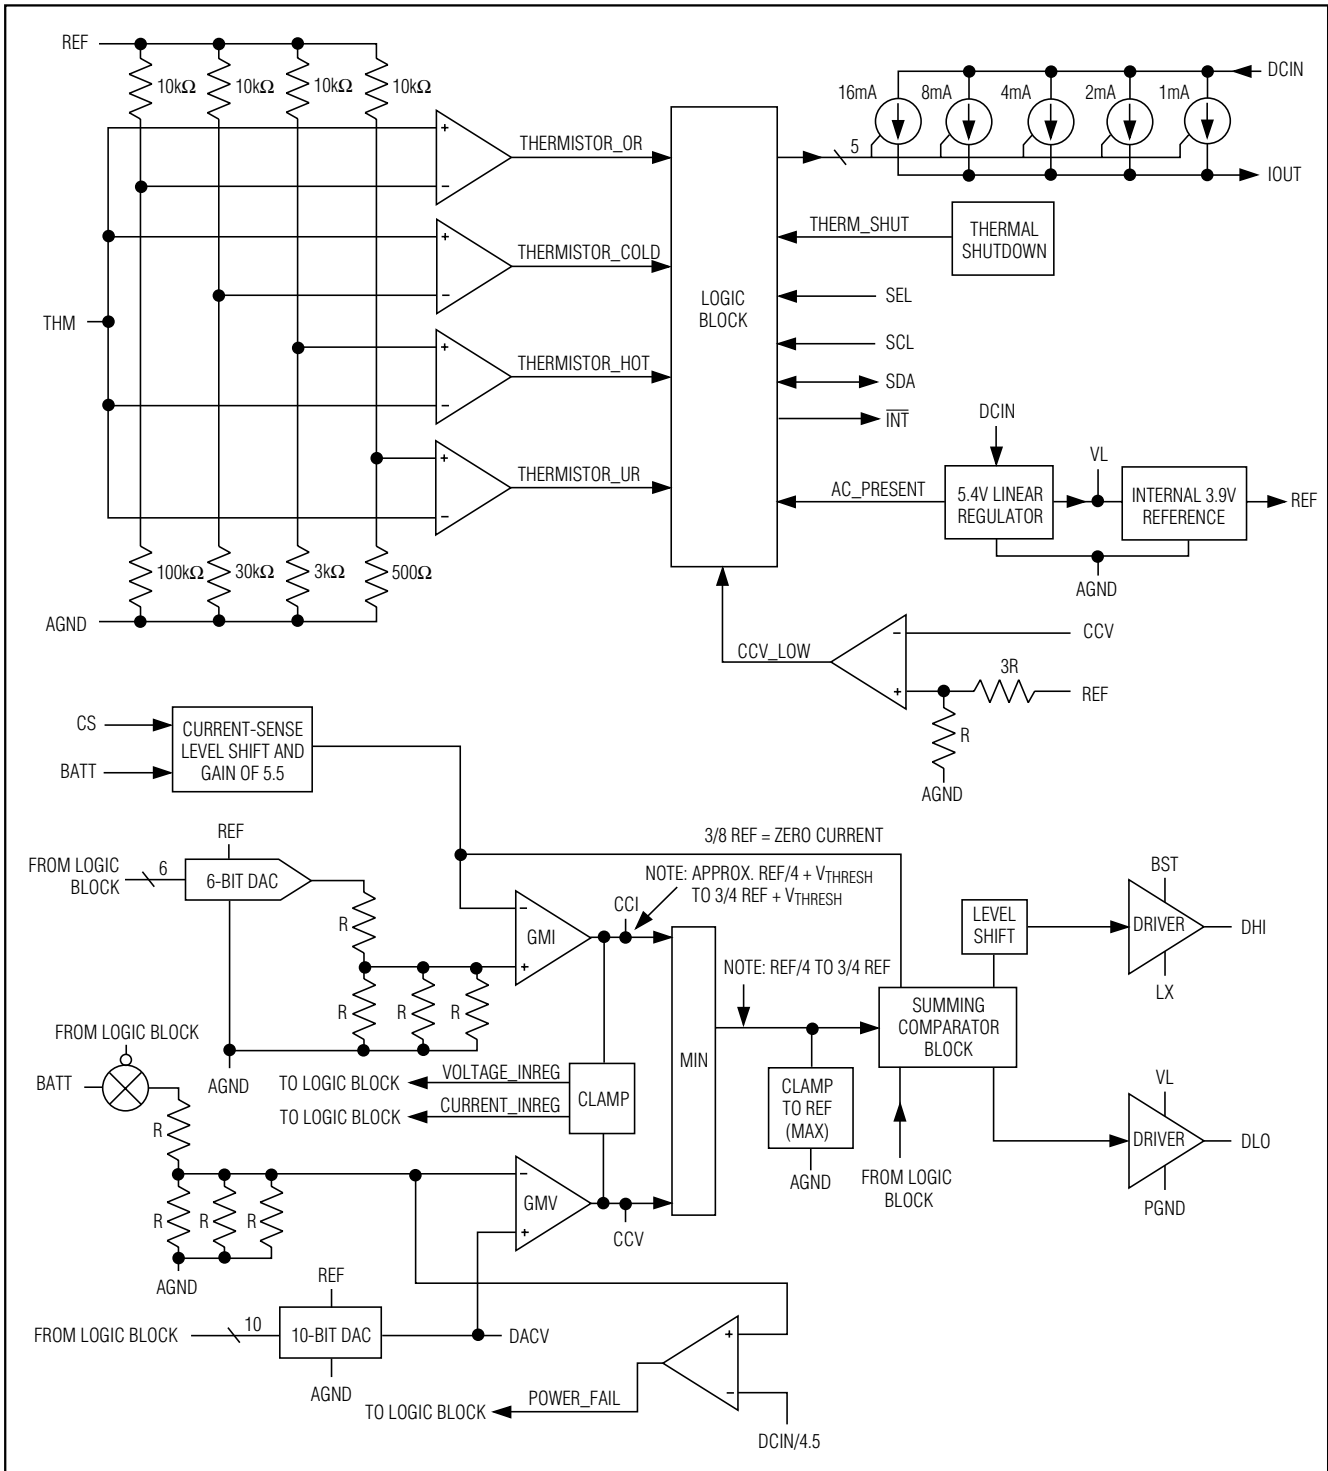 REF
10kΩ
10kΩ
10kΩ
10kΩ
+
−
THERMISTOR_OR
+
−
THERMISTOR_COLD
THM
+
−
THERMISTOR_HOT
+
−
THERMISTOR_UR
100kΩ
30kΩ
3kΩ
500Ω
AGND
LOGIC
BLOCK
16mA
8mA
4mA
2mA
1mA
DCIN
5
IOUT
THERM_SHUT
THERMAL
SHUTDOWN
SEL
SCL
SDA
INT
DCIN
AC_PRESENT
5.4V LINEAR
REGULATOR
VL
INTERNAL 3.9V
REFERENCE
REF
AGND
CCV_LOW
−
+
CCV
3R
REF
R
AGND
CS
BATT
CURRENT-SENSE
LEVEL SHIFT AND
GAIN OF 5.5
3/8 REF = ZERO CURRENT
REF
FROM LOGIC
BLOCK
6
6-BIT DAC
R
R
R
R
AGND
−
+
GMI
CCI
NOTE: APPROX. REF/4 + VTHRESH
TO 3/4 REF + VTHRESH
MIN
NOTE: REF/4 TO 3/4 REF
CLAMP
TO REF
(MAX)
AGND
SUMMING
COMPARATOR
BLOCK
FROM LOGIC
BLOCK
LEVEL
SHIFT
BST
DRIVER
DHI
LX
VL
DRIVER
DLO
PGND
FROM LOGIC BLOCK
BATT
R
R
R
R
AGND
TO LOGIC BLOCK
VOLTAGE_INREG
TO LOGIC BLOCK
CURRENT_INREG
CLAMP
−
+
GMV
CCV
REF
FROM LOGIC BLOCK
10
10-BIT DAC
DACV
AGND
+
−
TO LOGIC BLOCK
POWER_FAIL
DCIN/4.5